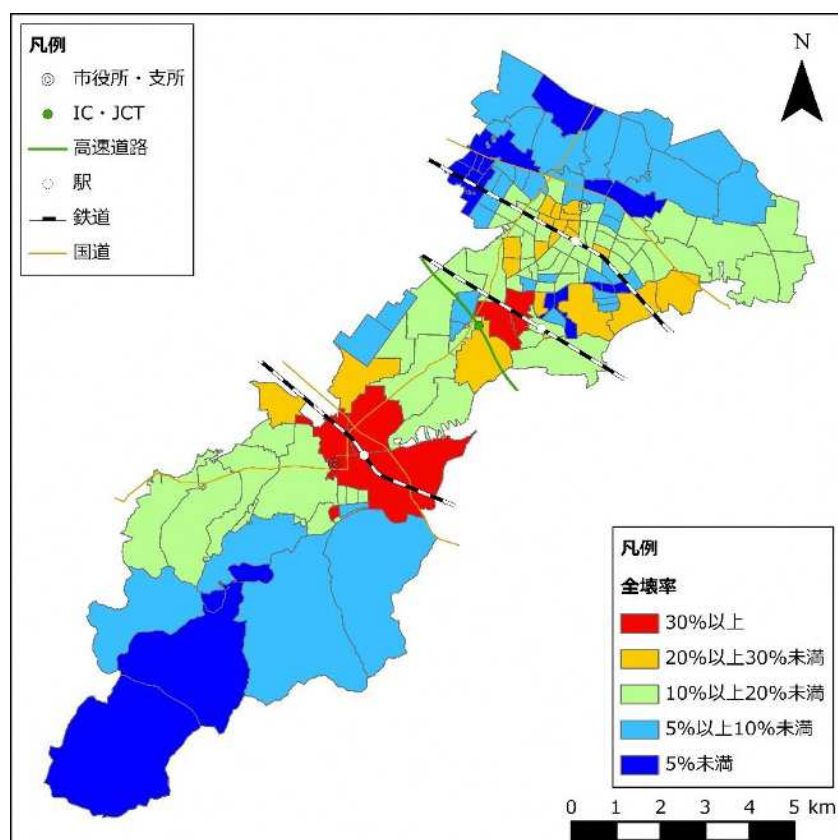 凡例
市役所・支所
IC・JCT
高速道路
駅
鉄道
国道
N
凡例
全壊率
30%以上
20%以上30%未満
10%以上20%未満
5%以上10%未満
5%未満
0 1 2 3 4 5 km